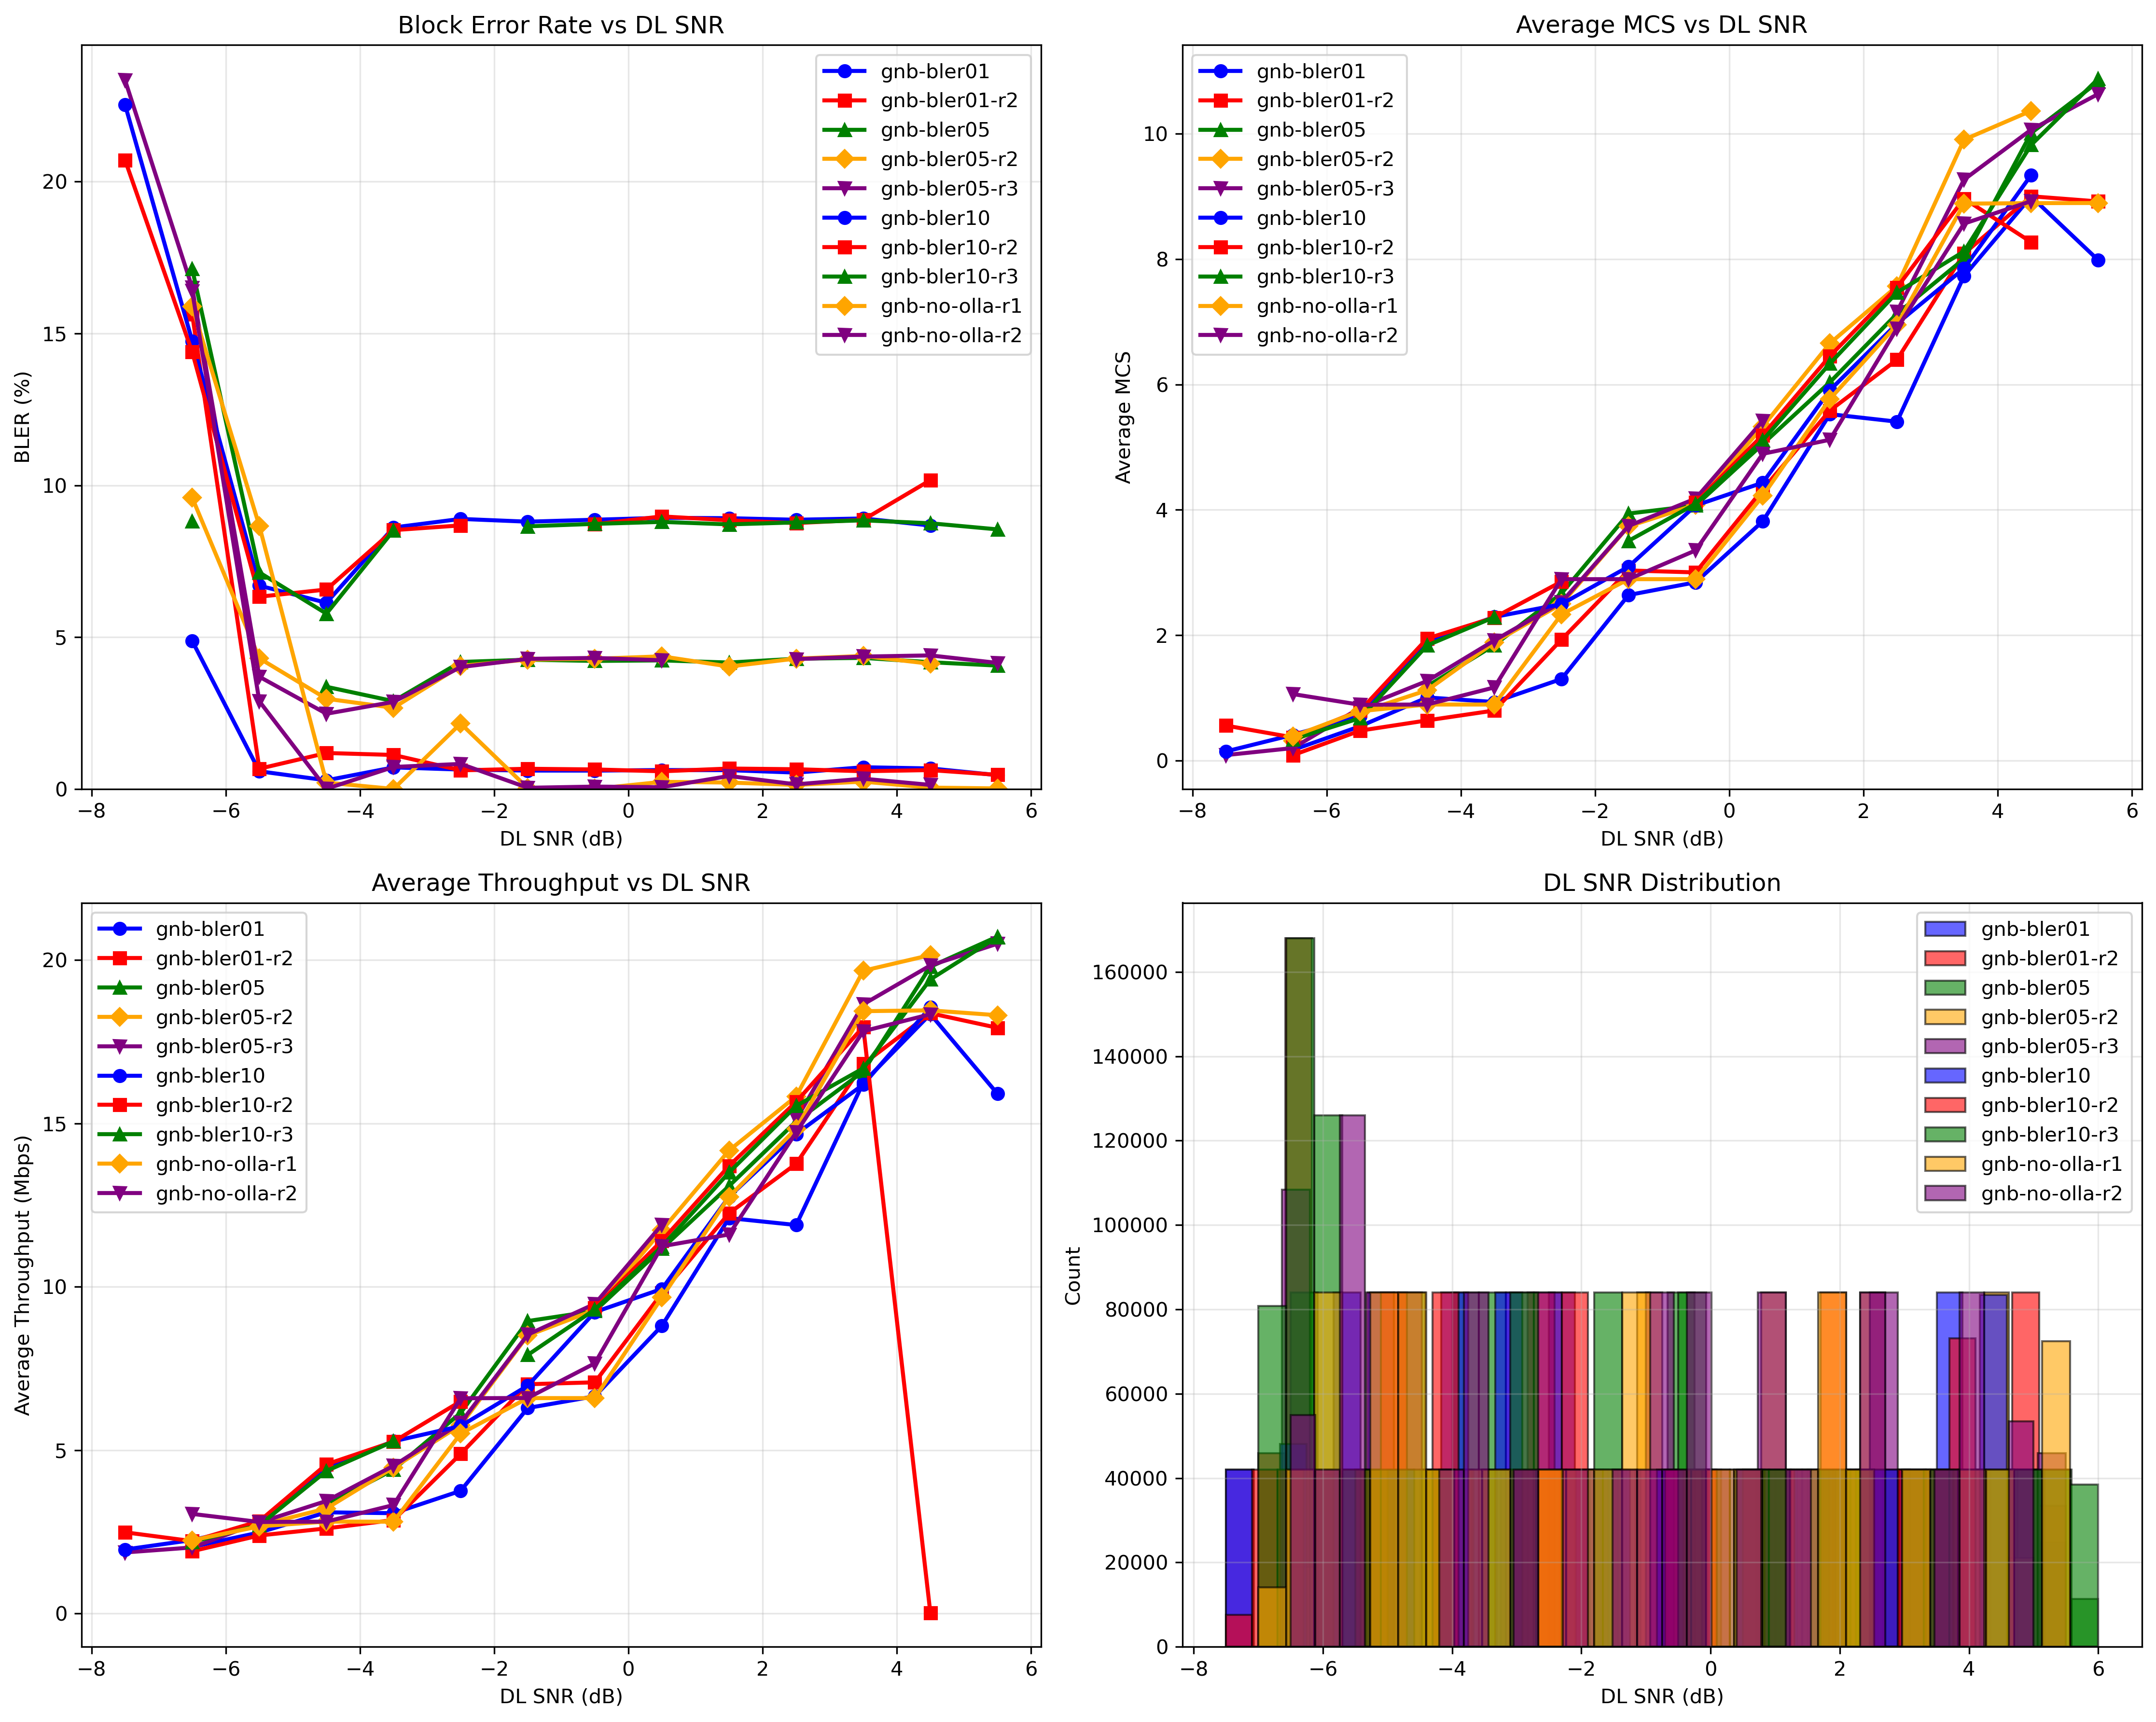 Block Error Rate vs DL SNR
BLER (%)
20
15
10
5
0
−8
−6
−4
−2
0
2
4
6
DL SNR (dB)
gnb-bler01
gnb-bler01-r2
gnb-bler05
gnb-bler05-r2
gnb-bler05-r3
gnb-bler10
gnb-bler10-r2
gnb-bler10-r3
gnb-no-olla-r1
gnb-no-olla-r2
Average MCS vs DL SNR
Average MCS
10
8
6
4
2
0
−8
−6
−4
−2
0
2
4
6
DL SNR (dB)
gnb-bler01
gnb-bler01-r2
gnb-bler05
gnb-bler05-r2
gnb-bler05-r3
gnb-bler10
gnb-bler10-r2
gnb-bler10-r3
gnb-no-olla-r1
gnb-no-olla-r2
Average Throughput vs DL SNR
Average Throughput (Mbps)
20
15
10
5
0
−8
−6
−4
−2
0
2
4
6
DL SNR (dB)
gnb-bler01
gnb-bler01-r2
gnb-bler05
gnb-bler05-r2
gnb-bler05-r3
gnb-bler10
gnb-bler10-r2
gnb-bler10-r3
gnb-no-olla-r1
gnb-no-olla-r2
DL SNR Distribution
Count
160000
140000
120000
100000
80000
60000
40000
20000
0
−8
−6
−4
−2
0
2
4
6
DL SNR (dB)
gnb-bler01
gnb-bler01-r2
gnb-bler05
gnb-bler05-r2
gnb-bler05-r3
gnb-bler10
gnb-bler10-r2
gnb-bler10-r3
gnb-no-olla-r1
gnb-no-olla-r2